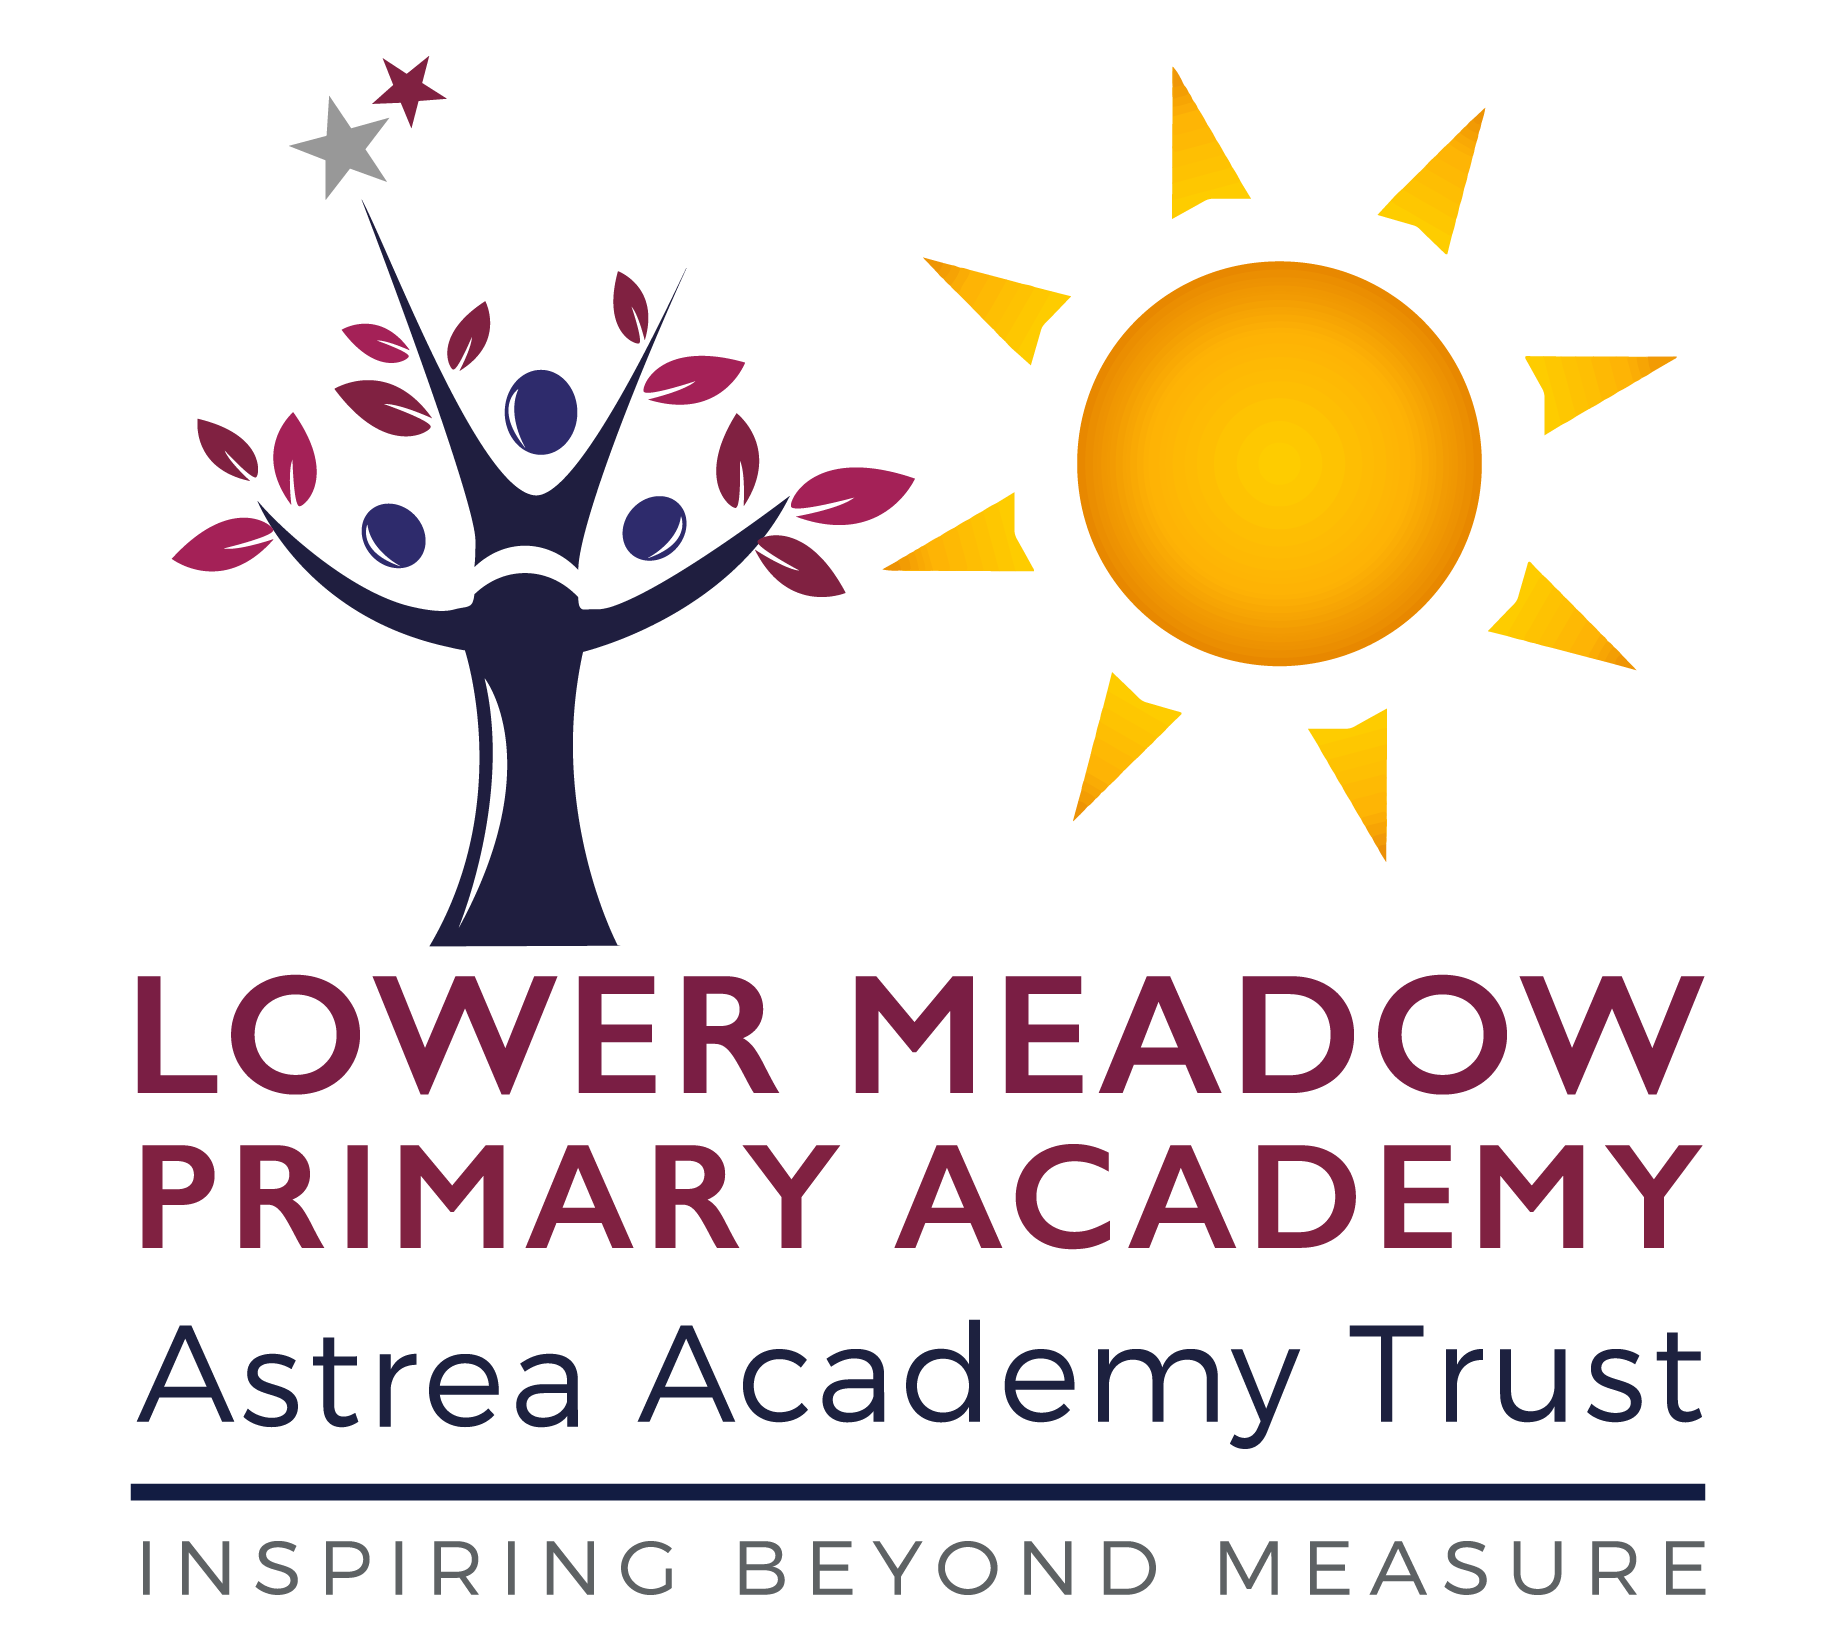 LOWER MEADOW
PRIMARY ACADEMY
Astrea Academy Trust
INSPIRING BEYOND MEASURE